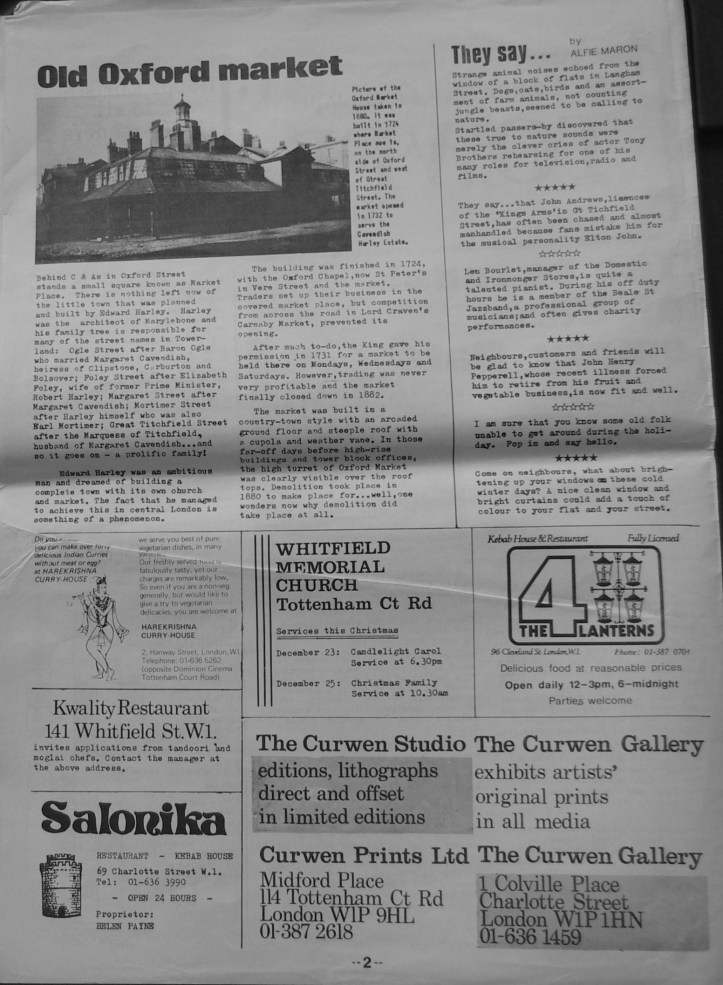 Old Oxford market
Picture of the
Oxford Market
House taken in
1880. It was
built in 1724
where Market
Place now is,
on the north
side of Oxford
Street and west
of Great
Titchfield
Street. The
market opened
in 1732 to
serve the
Cavendish
Harley Estate.
Behind C & As in Oxford Street
stands a small square known as Market
Place. There is nothing left now of
the little town that was planned
and built by Edward Harley. Harley
was the architect of Marylebone and
his family tree is responsible for
many of the street names in Tower-
land: Ogle Street after Baron Ogle
who married Margaret Cavendish,
heiress of Clipstone, Carburton and
Bolsover; Foley Street after Elizabeth
Foley, wife of former Prime Minister,
Robert Harley; Margaret Street after
Margaret Cavendish; Mortimer Street
after Harley himself who was also
Earl Mortimer; Great Titchfield Street
after the Marquess of Titchfield,
husband of Margaret Cavendish...and
so it goes on - a prolific family!
Edward Harley was an ambitious
man and dreamed of building a
complete town with its own church
and market. The fact that he managed
to achieve this in central London is
something of a phenomenon.
The building was finished in 1724,
with the Oxford Chapel,now St Peter's
in Vere Street and the market.
Traders set up their business in the
covered market place, but competition
from across the road in Lord Craven's
Carnaby Market, prevented its
opening.
After much to-do,the King gave his
permission in 1731 for a market to be
held there on Mondays, Wednesdays and
Saturdays. However,trading was never
very profitable and the market
finally closed down in 1882.
The market was built in a
country-town style with an arcaded
ground floor and steeple roof with
a cupola and weather vane. In those
far-off days before high-rise
buildings and tower block offices,
the high turret of Oxford Market
was clearly visible over the roof
tops. Demolition took place in
1880 to make place for...well,one
wonders now why demolition did
take place at all.
They say...
by
ALFIE MARON
Strange animal noises echoed from the
window of a block of flats in Langham
Street. Dogs,cats,birds and an assort-
ment of farm animals, not counting
jungle beasts,seemed to be calling to
nature.
Startled passers-by discovered that
these true to nature sounds were
merely the clever cries of actor Tony
Brothers rehearsing for one of his
many roles for television,radio and
films.
★★★★★
They say...that John Andrews,licences
of the 'Kings Arms'in Gt Tichfield
Street,has often been chased and almost
manhandled because fans mistake him for
the musical personality Elton John.
☆☆☆☆☆
Len Bourlet,manager of the Domestic
and Ironmonger Stores,is quite a
talented pianist. During his off duty
hours he is a member of the Beale St
Jazzband,a professional group of
musicians;and often gives charity
performances.
★★★★★
Neighbours,customers and friends will
be glad to know that John Henry
Pepperell,whose recent illness forced
him to retire from his fruit and
vegetable business,is now fit and well.
☆☆☆☆☆
I am sure that you know some old folk
unable to get around during the holi-
day. Pop in and say hello.
★★★★★
Come on neighbours, what about brigh-
tening up your windows on these cold
winter days? A nice clean window and
bright curtains could add a touch of
colour to your flat and your street.
Do you
you can make over forty
delicious Indian Curries
without meat or egg?
at HAREKRISHNA
CURRY-HOUSE
we serve you best of pure
vegetarian dishes, in many
Our freshly served food is
fabulously tasty, yet our
charges are remarkably low.
So even if you are a non-veg.
generally, but would like to
give a try to vegetarian
delicacies, you are welcome at
HAREKRISHNA
CURRY-HOUSE
2, Hanway Street, London, W.1
Telephone: 01-636 5262
(opposite Dominion Cinema
Tottenham Court Road)
WHITFIELD
MEMORIAL
CHURCH
Tottenham Ct Rd
Services this Christmas
December 23: Candlelight Carol
Service at 6.30pm
December 25: Christmas Family
Service at 10.30am
Kebab House & Restaurant Fully Licensed
4
THE LANTERNS
96 Cleveland St. London,W.1. Phone: 01-387 0704
Delicious food at reasonable prices
Open daily 12-3pm, 6-midnight
Parties welcome
Kwality Restaurant
141 Whitfield St.W.1.
invites applications from tandoori and
moglai chefs. Contact the manager at
the above address.
Salonika
RESTAURANT - KEBAB HOUSE
69 Charlotte Street W.1.
Tel: 01-636 3990
- OPEN 24 HOURS -
Proprietor:
HELEN PAYNE
The Curwen Studio
editions, lithographs
direct and offset
in limited editions
The Curwen Gallery
exhibits artists'
original prints
in all media
Curwen Prints Ltd
Midford Place
114 Tottenham Ct Rd
London W1P 9HL
01-387 2618
The Curwen Gallery
1 Colville Place
Charlotte Street
London W1P 1HN
01-636 1459
--2--